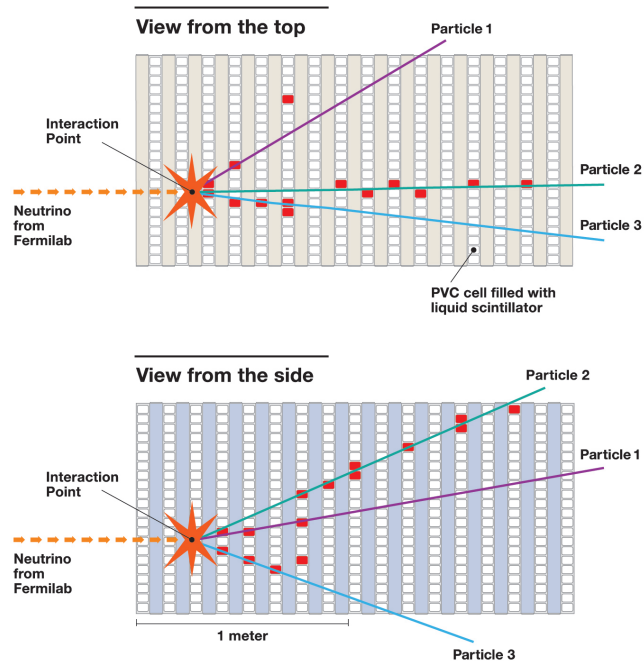 View from the top
Particle 1
Interaction
Point
Particle 2
Neutrino
from
Fermilab
Particle 3
PVC cell filled with
liquid scintillator
View from the side
Particle 2
Particle 1
Interaction
Point
Neutrino
from
Fermilab
1 meter
Particle 3